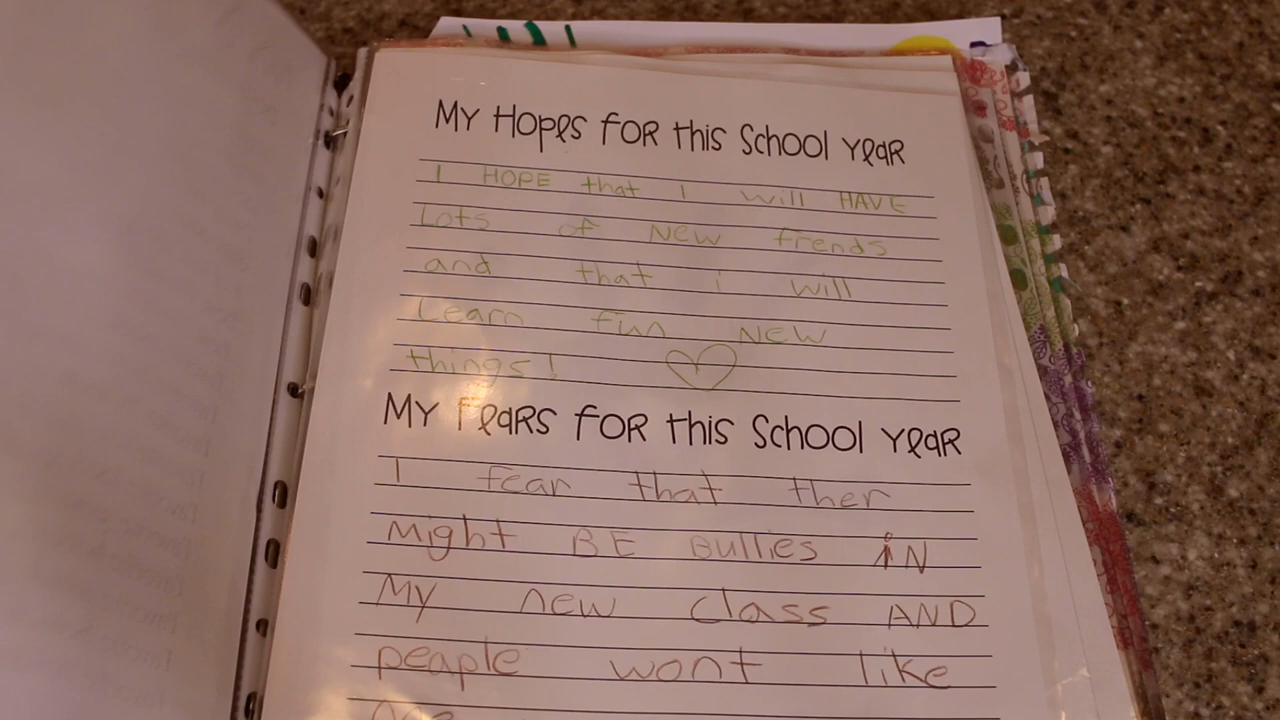 My Hopes for this School Year
I HOPE that I will HAVE
Lots of New frends
and that i will
Learn fun NEW
things!
My Fears for this School Year
I fear that ther
Might BE Bullies iN
My new class AND
peaple wont like